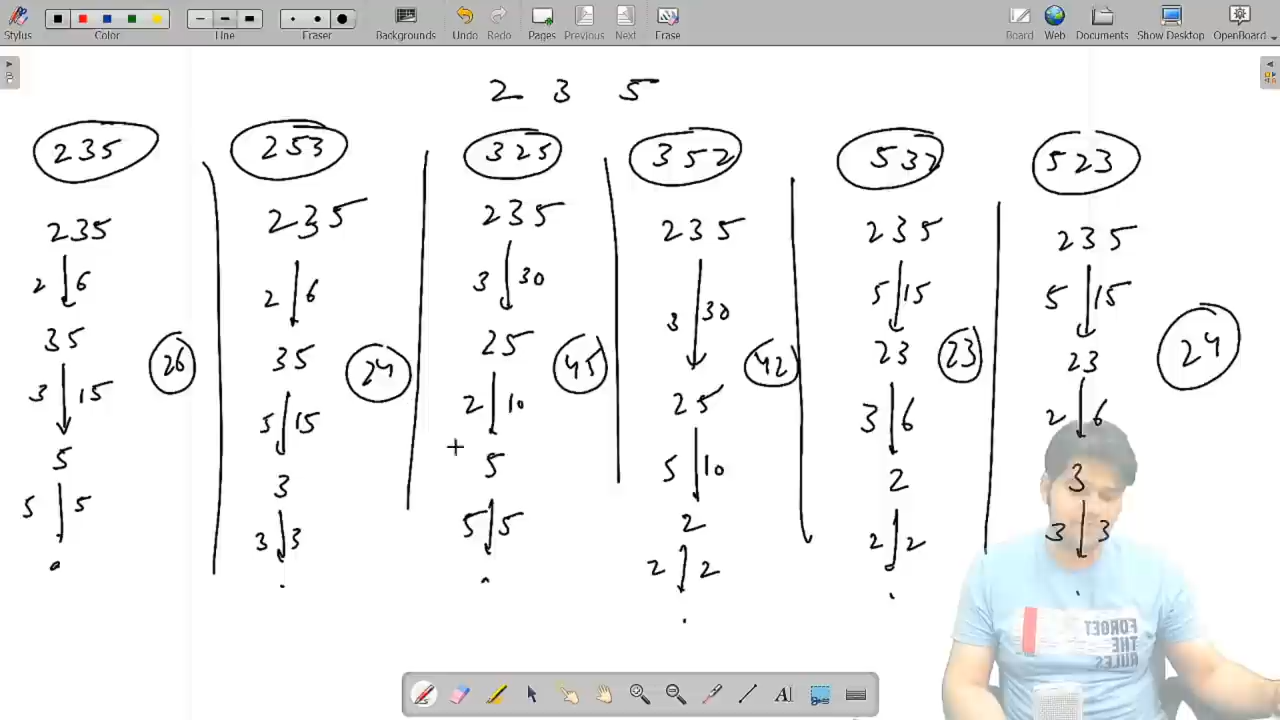 Stylus
Color
Line
Eraser
Backgrounds
Undo
Redo
Pages
Previous
Next
Erase
Board
Web
Documents
Show Desktop
OpenBoard
2 3 5
235
235
2 6
35
3 15
5
5 5
26
253
235
2 6
35
5 15
3
3 3
24
325
235
3 30
25
2 10
5
5 5
45
352
235
3 30
25
5 10
2
2 2
42
532
235
5 15
23
3 6
2
2 2
23
523
235
5 15
23
2 6
3
3 3
24
FORGET
THE
RULES